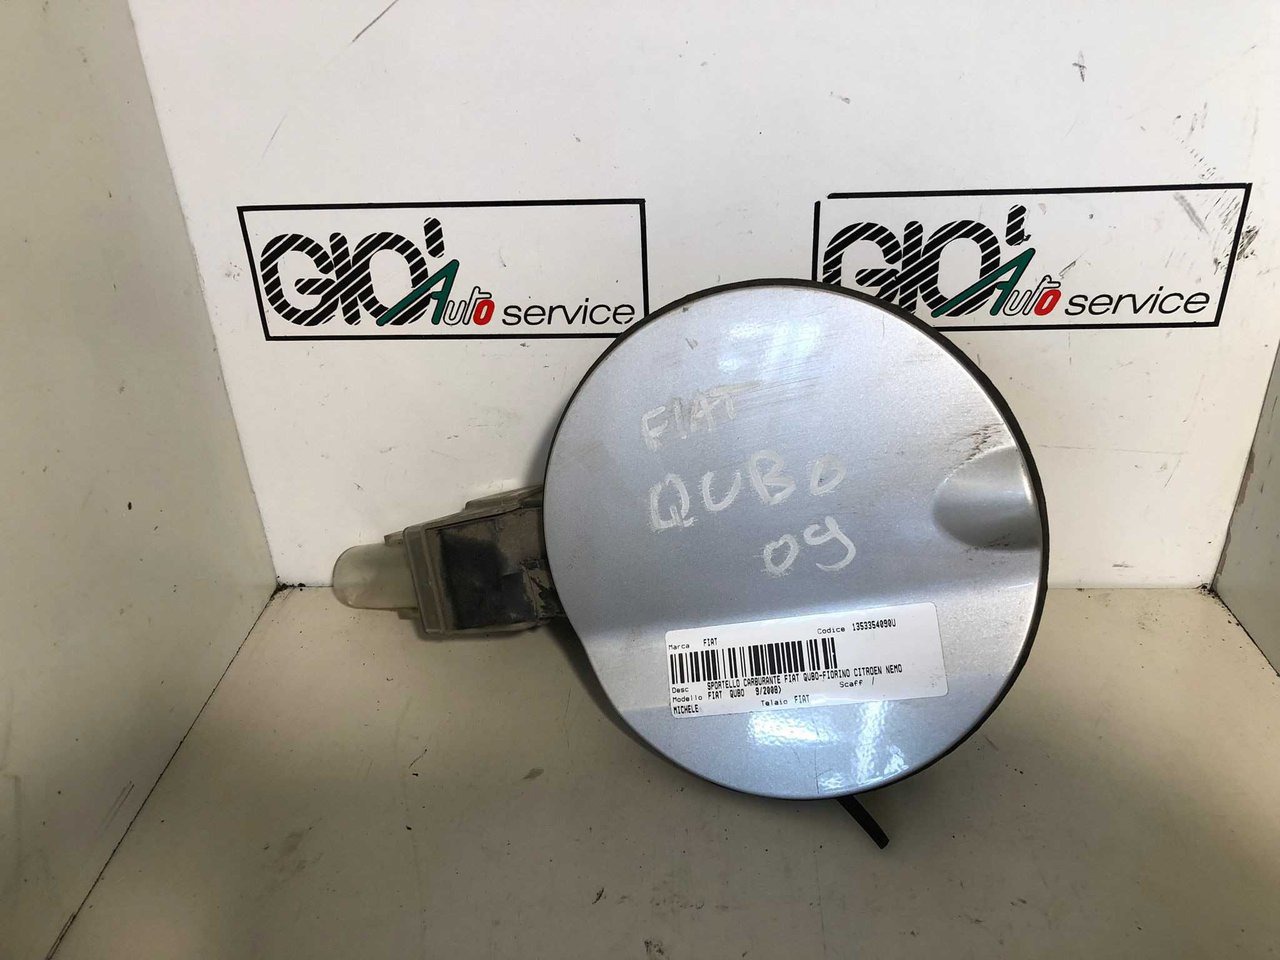 GIO' Auto service
GIO' Auto service
FIAT
QUBO
09
Marca FIAT Codice 1353354090U
Desc SPORTELLO CARBURANTE FIAT QUBO-FIORINO CITROEN NEMO
Modello FIAT QUBO 9/2008) Scaff /
MICHELE Telaio FIAT